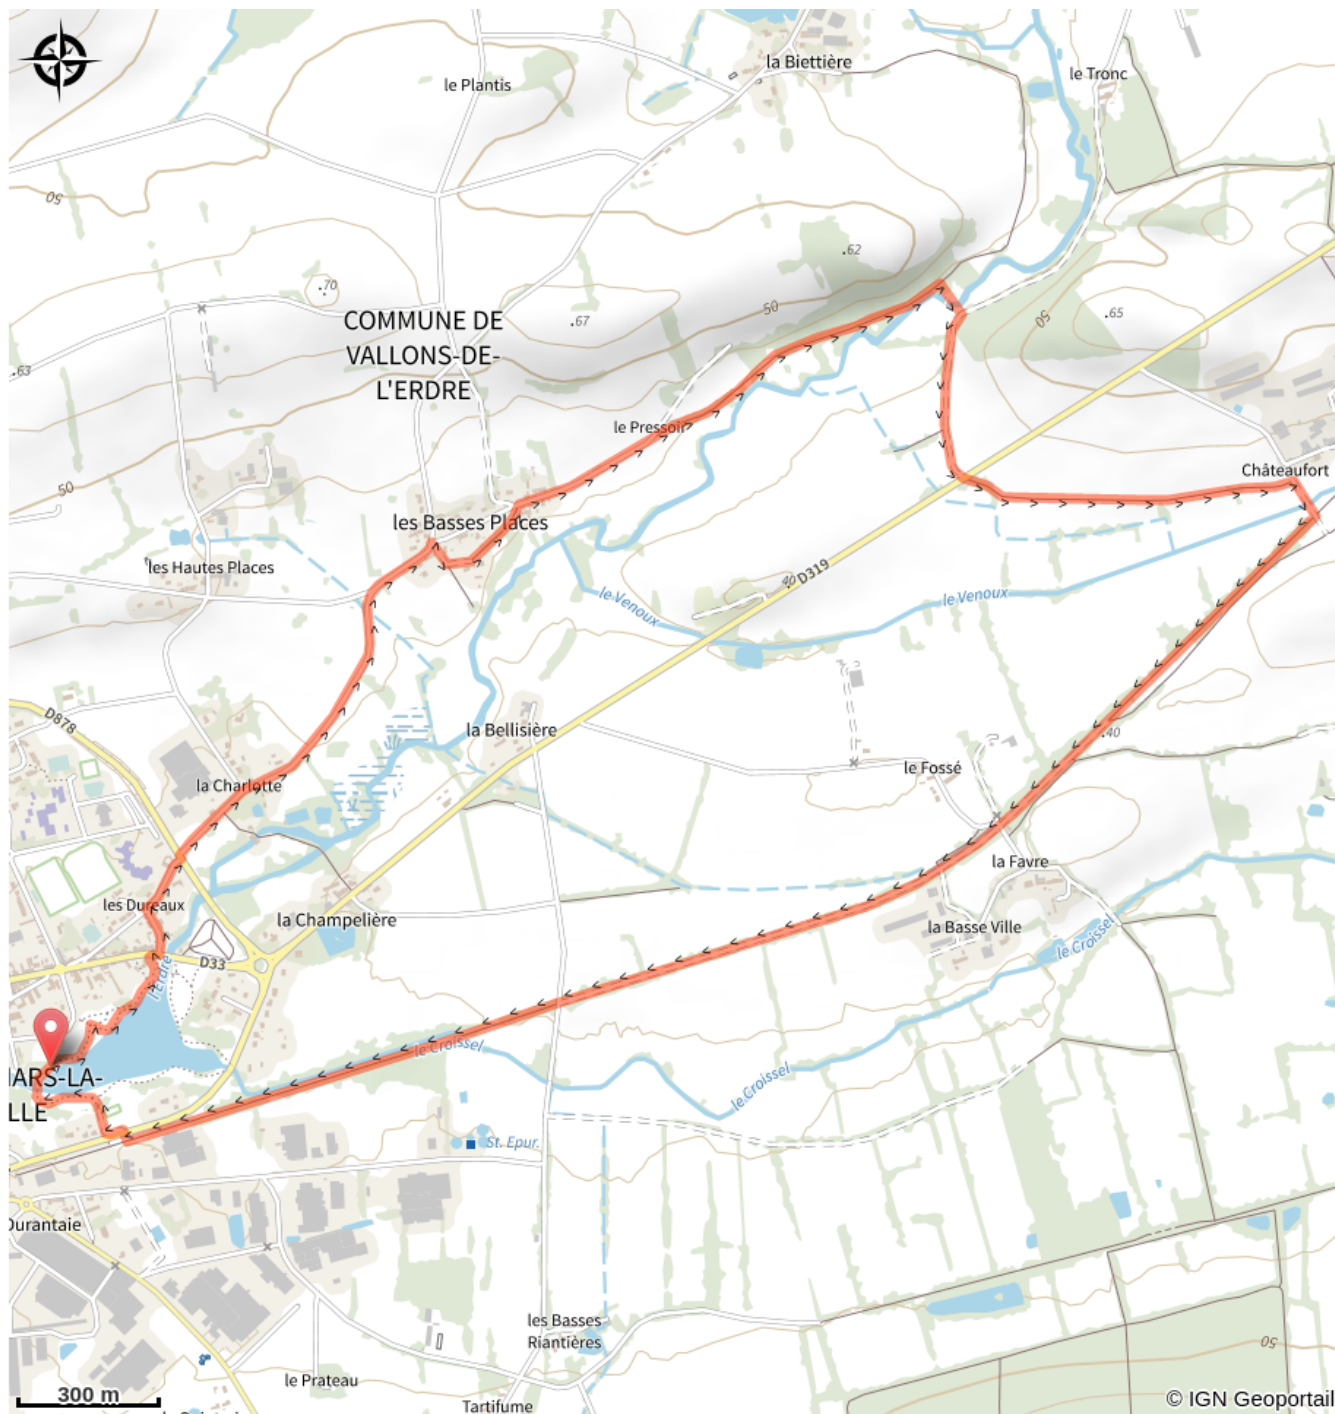 la Biettière
le Tronc
le Plantis
50
62
70
COMMUNE DE
VALLONS-DE-
L'ERDRE
67
50
65
50
63
le Pressoir
Châteaufort
50
les Basses Places
les Hautes Places
40
D319
le Venoux
le Venoux
D878
la Bellisière
40
le Fossé
la Charlotte
la Favre
les Dureaux
la Champelière
la Basse Ville
le Croissel
D33
l'Erdre
le Croissel
IARS-LA-
LLE
le Croissel
St. Epur.
Durantaie
les Basses
Riantières
50
le Prateau
300 m
Tartifume
© IGN Geoportail